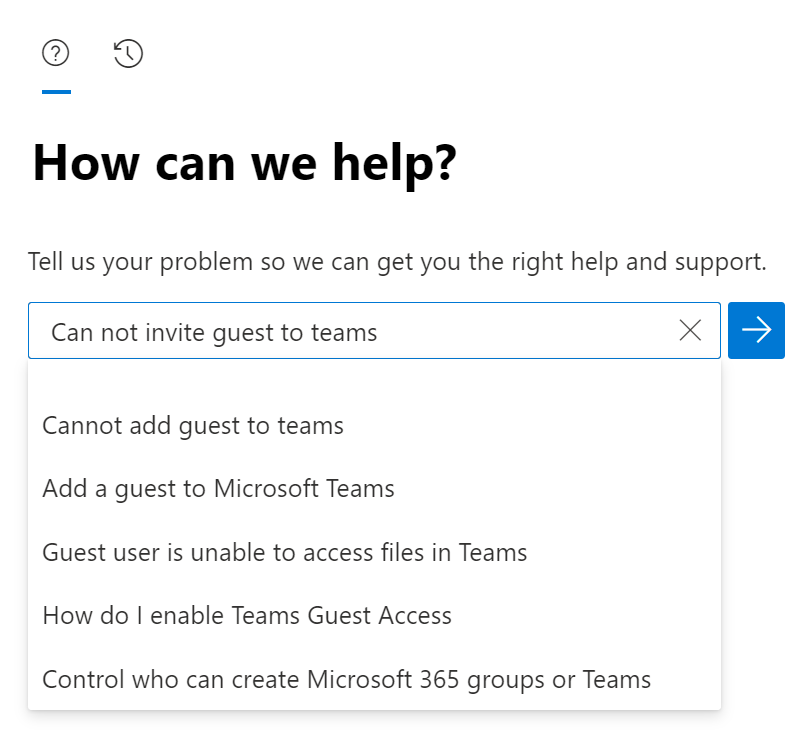 How can we help?
Tell us your problem so we can get you the right help and support.
Can not invite guest to teams
Cannot add guest to teams
Add a guest to Microsoft Teams
Guest user is unable to access files in Teams
How do I enable Teams Guest Access
Control who can create Microsoft 365 groups or Teams